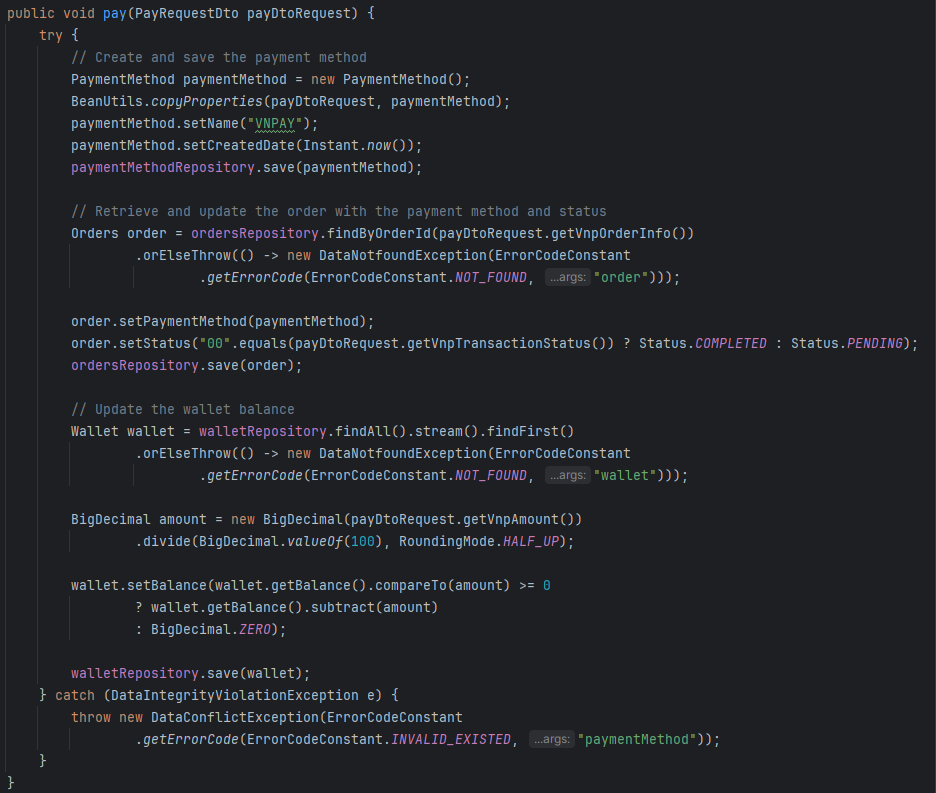 public void pay(PayRequestDto payDtoRequest) {
    try {
        // Create and save the payment method
        PaymentMethod paymentMethod = new PaymentMethod();
        BeanUtils.copyProperties(payDtoRequest, paymentMethod);
        paymentMethod.setName("VNPAY");
        paymentMethod.setCreatedDate(Instant.now());
        paymentMethodRepository.save(paymentMethod);

        // Retrieve and update the order with the payment method and status
        Orders order = ordersRepository.findByOrderId(payDtoRequest.getVnpOrderInfo())
                .orElseThrow(() -> new DataNotfoundException(ErrorCodeConstant
                        .getErrorCode(ErrorCodeConstant.NOT_FOUND, ...args: "order")));

        order.setPaymentMethod(paymentMethod);
        order.setStatus("00".equals(payDtoRequest.getVnpTransactionStatus()) ? Status.COMPLETED : Status.PENDING);
        ordersRepository.save(order);

        // Update the wallet balance
        Wallet wallet = walletRepository.findAll().stream().findFirst()
                .orElseThrow(() -> new DataNotfoundException(ErrorCodeConstant
                        .getErrorCode(ErrorCodeConstant.NOT_FOUND, ...args: "wallet")));

        BigDecimal amount = new BigDecimal(payDtoRequest.getVnpAmount())
                .divide(BigDecimal.valueOf(100), RoundingMode.HALF_UP);

        wallet.setBalance(wallet.getBalance().compareTo(amount) >= 0
                ? wallet.getBalance().subtract(amount)
                : BigDecimal.ZERO);

        walletRepository.save(wallet);
    } catch (DataIntegrityViolationException e) {
        throw new DataConflictException(ErrorCodeConstant
                .getErrorCode(ErrorCodeConstant.INVALID_EXISTED, ...args: "paymentMethod"));
    }
}